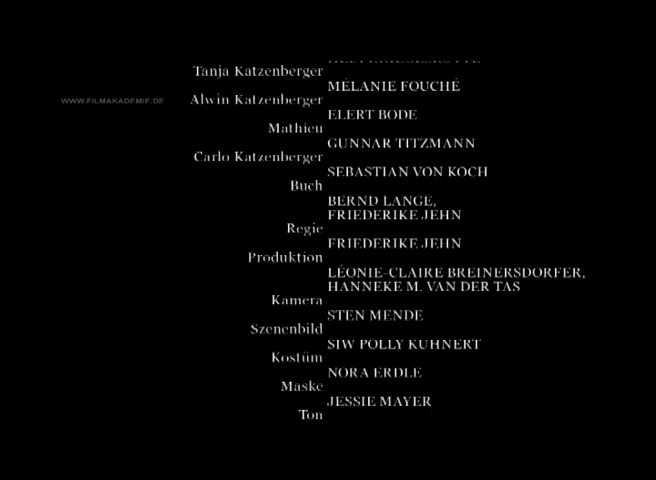 Tanja Katzenberger
MÉLANIE FOUCHÉ
WWW.FILMAKADEMIE.DE
Alwin Katzenberger
ELERT BODE
Mathieu
GUNNAR TITZMANN
Carlo Katzenberger
SEBASTIAN VON KOCH
Buch
BERND LANGE,
FRIEDERIKE JEHN
Regie
FRIEDERIKE JEHN
Produktion
LÉONIE-CLAIRE BREINERSDORFER,
HANNEKE M. VAN DER TAS
Kamera
STEN MENDE
Szenenbild
SIW POLLY KUHNERT
Kostüm
NORA ERDLE
Maske
JESSIE MAYER
Ton